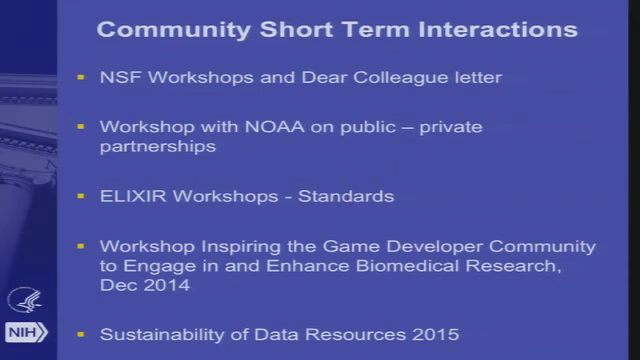 Community Short Term Interactions
NSF Workshops and Dear Colleague letter
Workshop with NOAA on public – private
partnerships
ELIXIR Workshops - Standards
Workshop Inspiring the Game Developer Community
to Engage in and Enhance Biomedical Research,
Dec 2014
Sustainability of Data Resources 2015
NIH